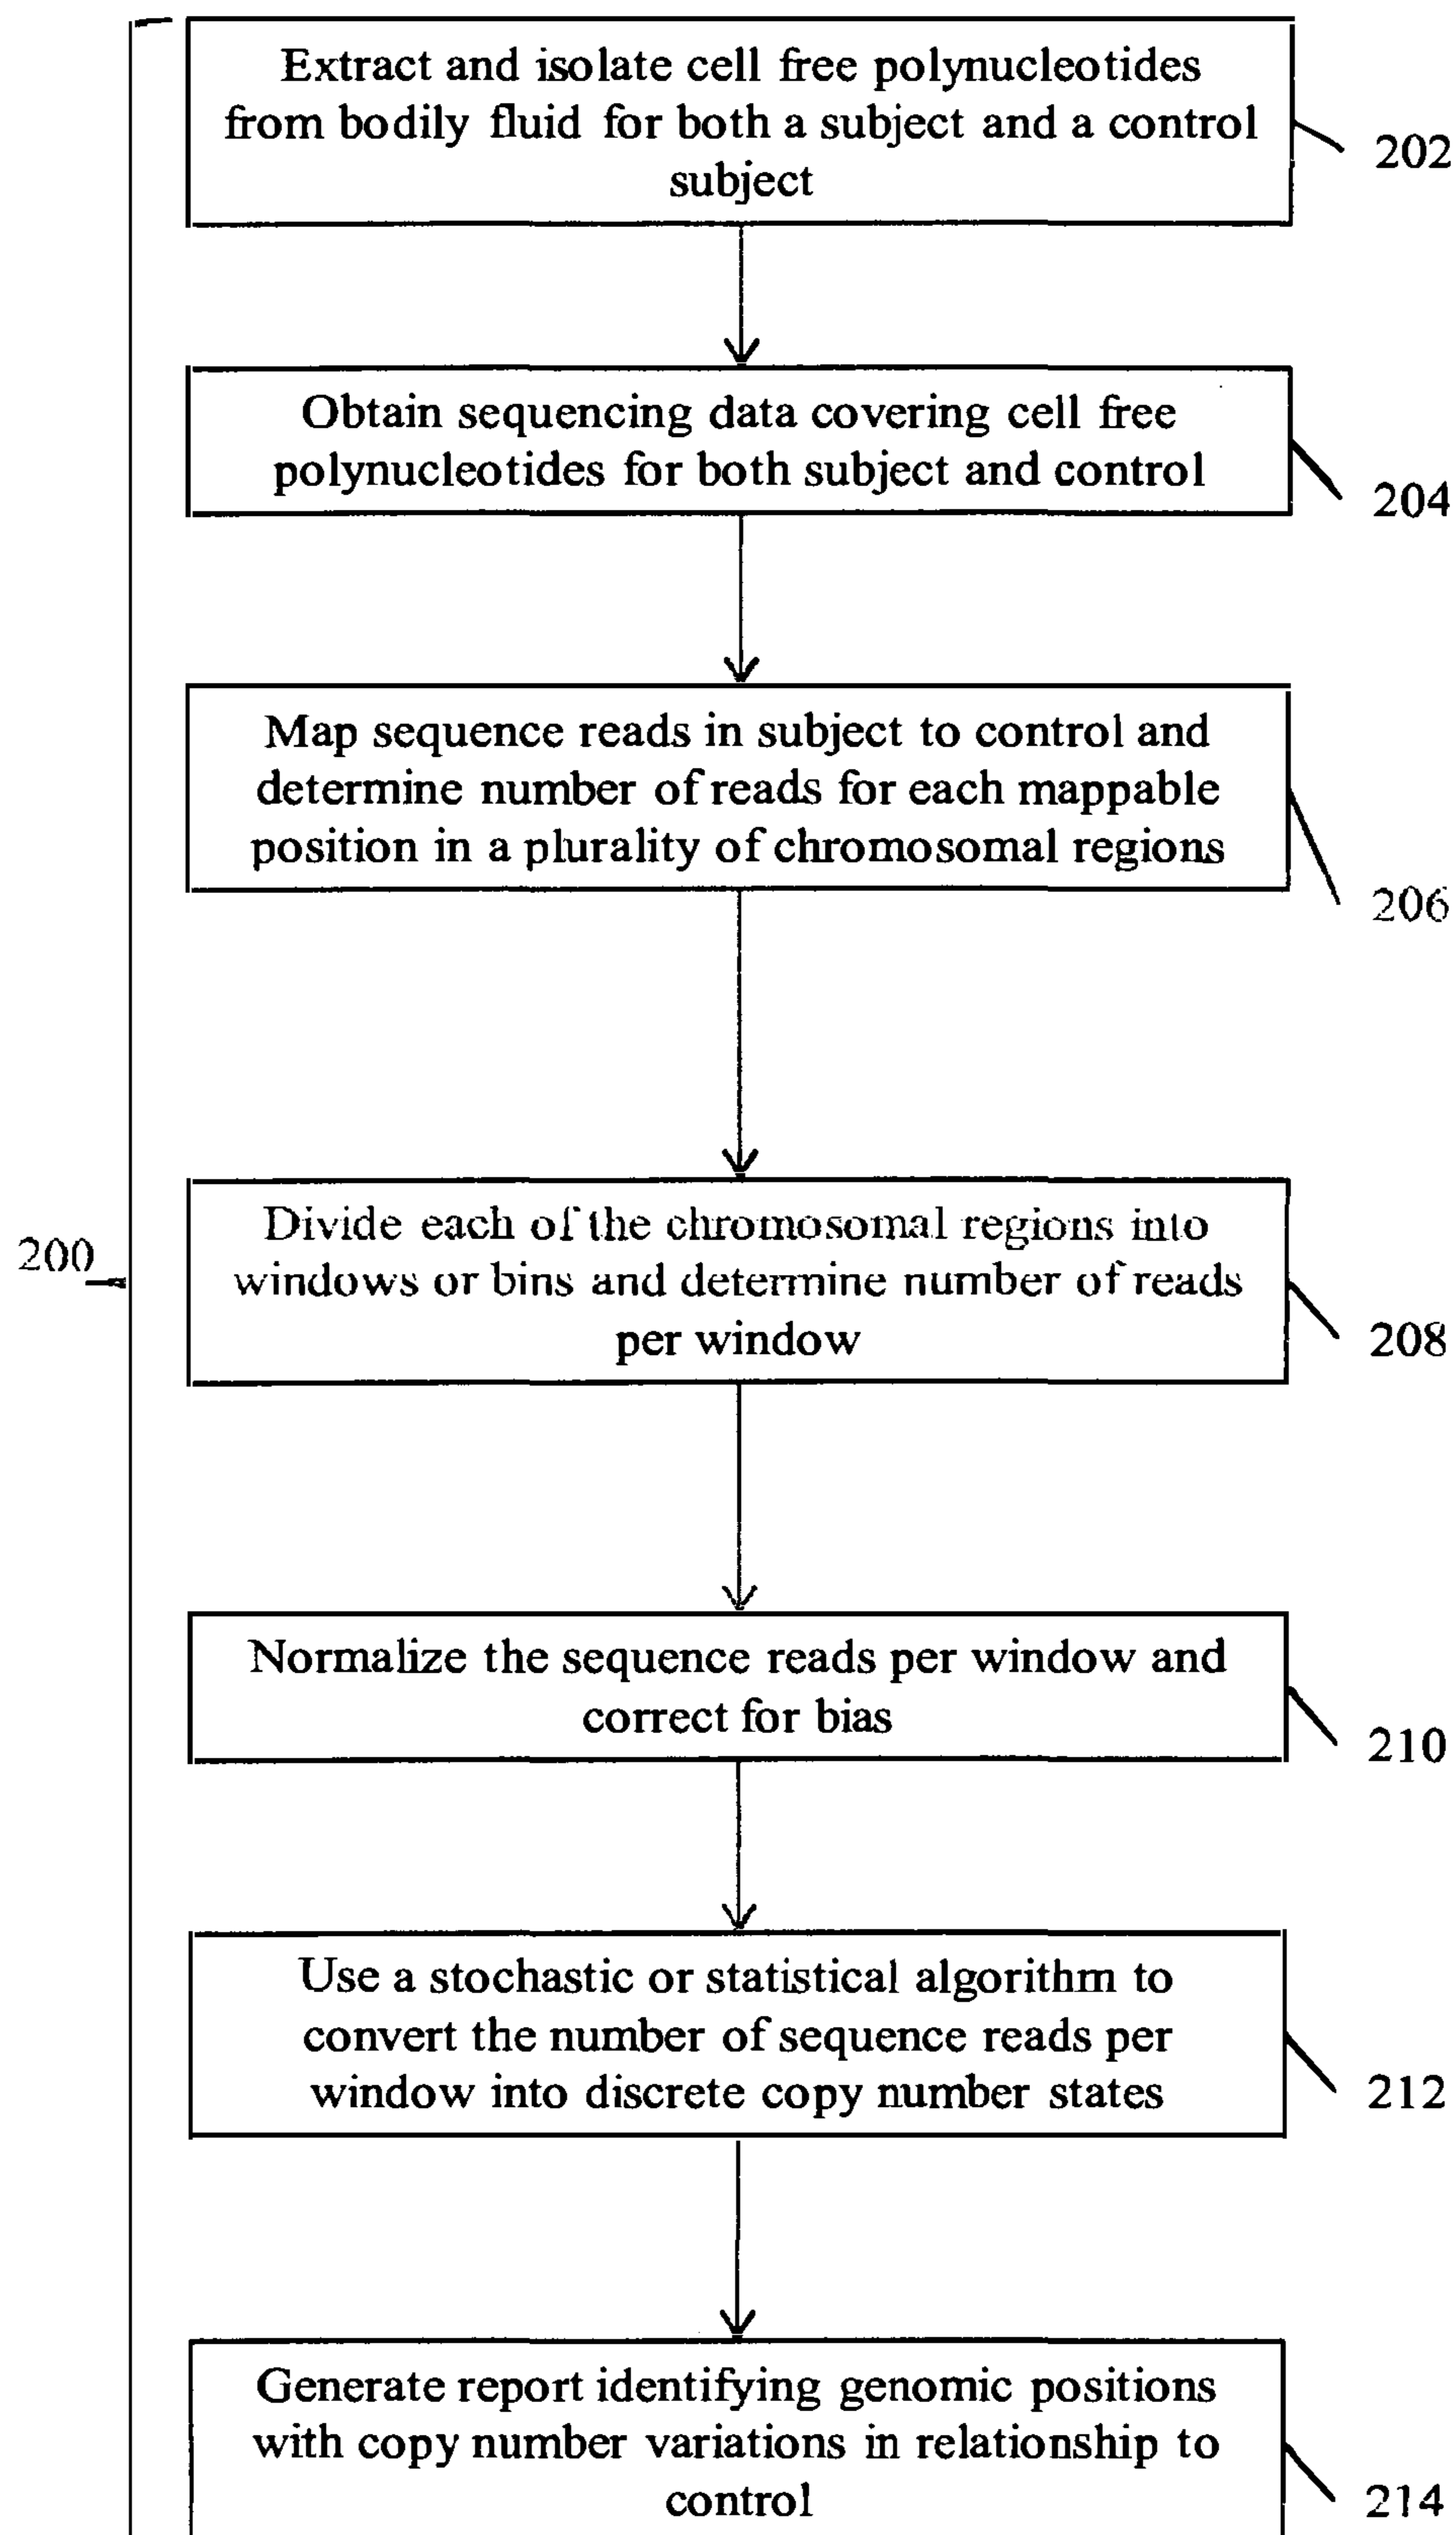 Extract and isolate cell free polynucleotides
from bodily fluid for both a subject and a control
subject
202
Obtain sequencing data covering cell free
polynucleotides for both subject and control
204
Map sequence reads in subject to control and
determine number of reads for each mappable
position in a plurality of chromosomal regions
206
200
Divide each of the chromosomal regions into
windows or bins and determine number of reads
per window
208
Normalize the sequence reads per window and
correct for bias
210
Use a stochastic or statistical algorithm to
convert the number of sequence reads per
window into discrete copy number states
212
Generate report identifying genomic positions
with copy number variations in relationship to
control
214